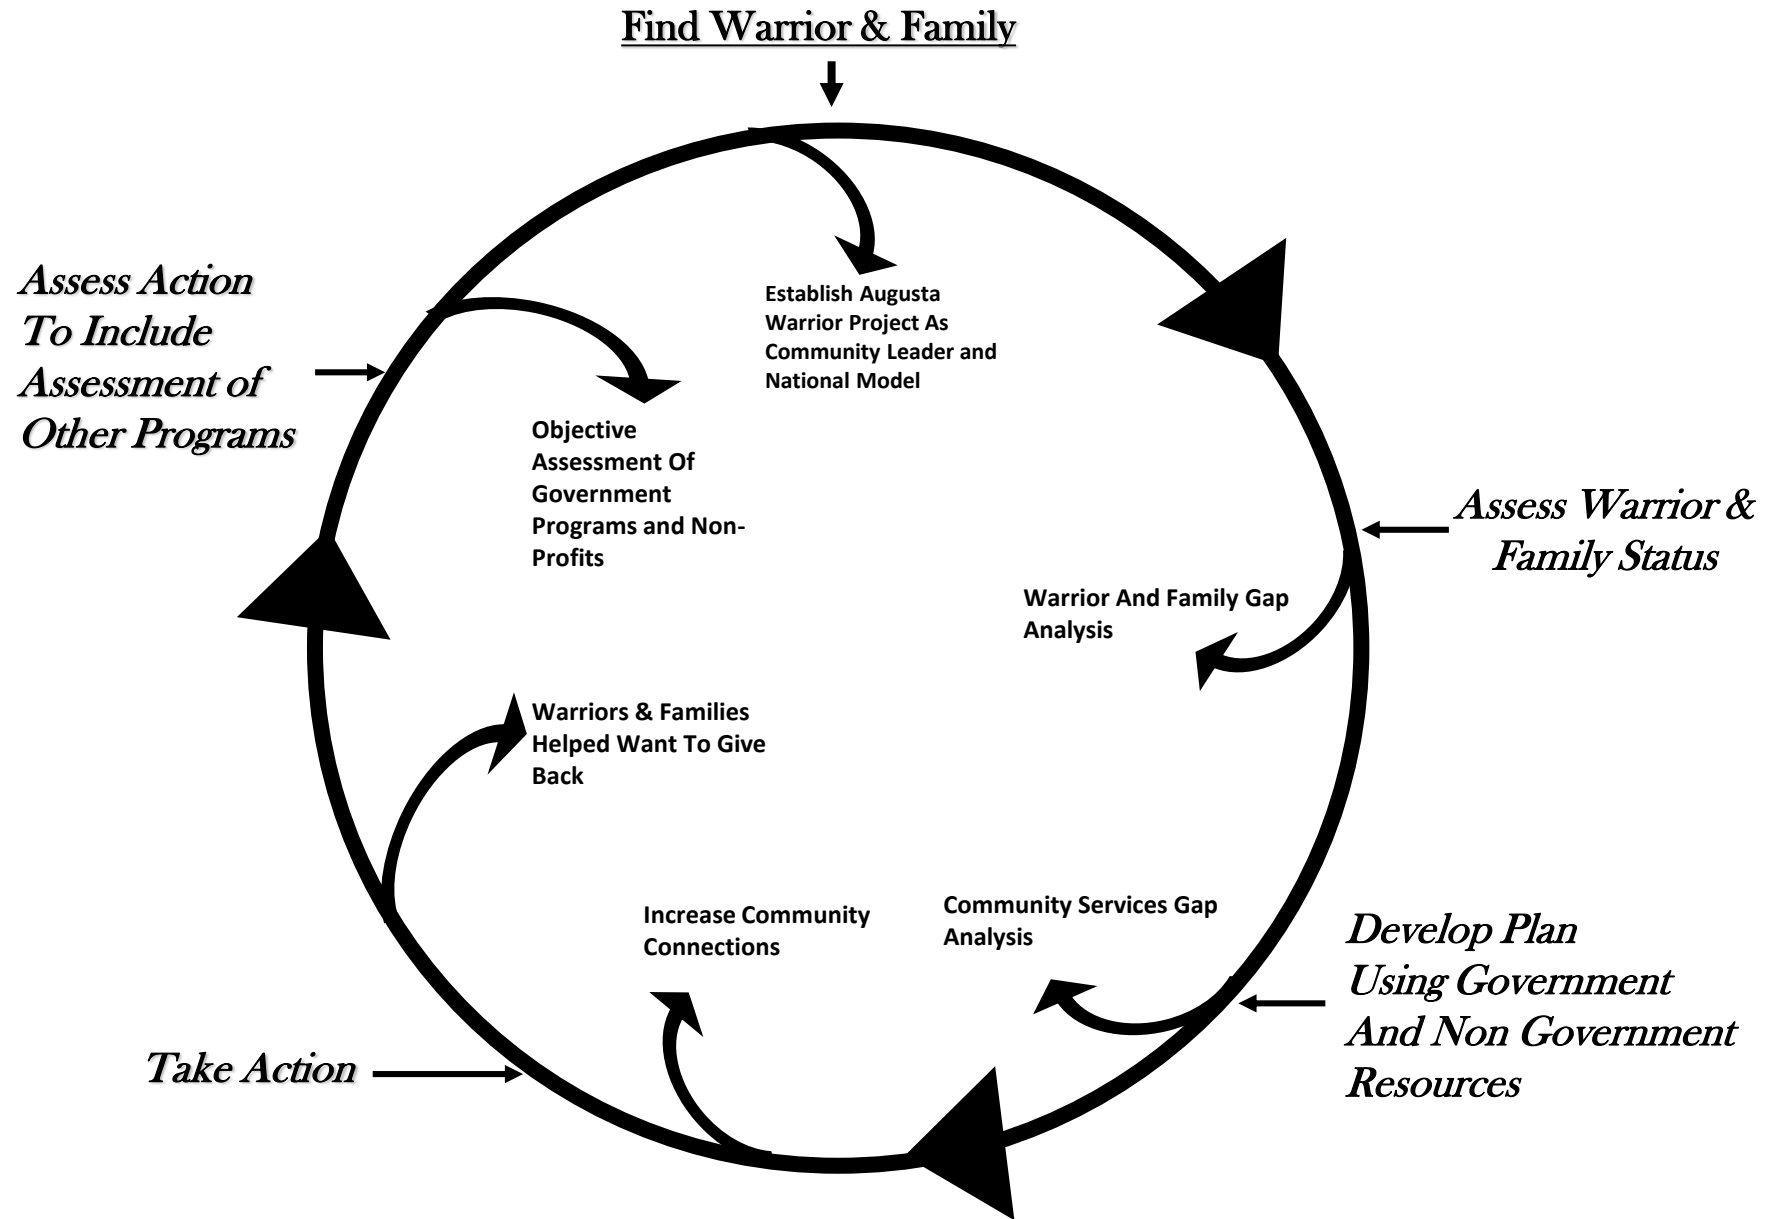 Find Warrior & Family
Assess Action
To Include
Assessment of
Other Programs
Establish Augusta
Warrior Project As
Community Leader and
National Model
Objective
Assessment Of
Government
Programs and Non-
Profits
Assess Warrior &
Family Status
Warrior And Family Gap
Analysis
Warriors & Families
Helped Want To Give
Back
Increase Community
Connections
Community Services Gap
Analysis
Develop Plan
Using Government
And Non Government
Resources
Take Action